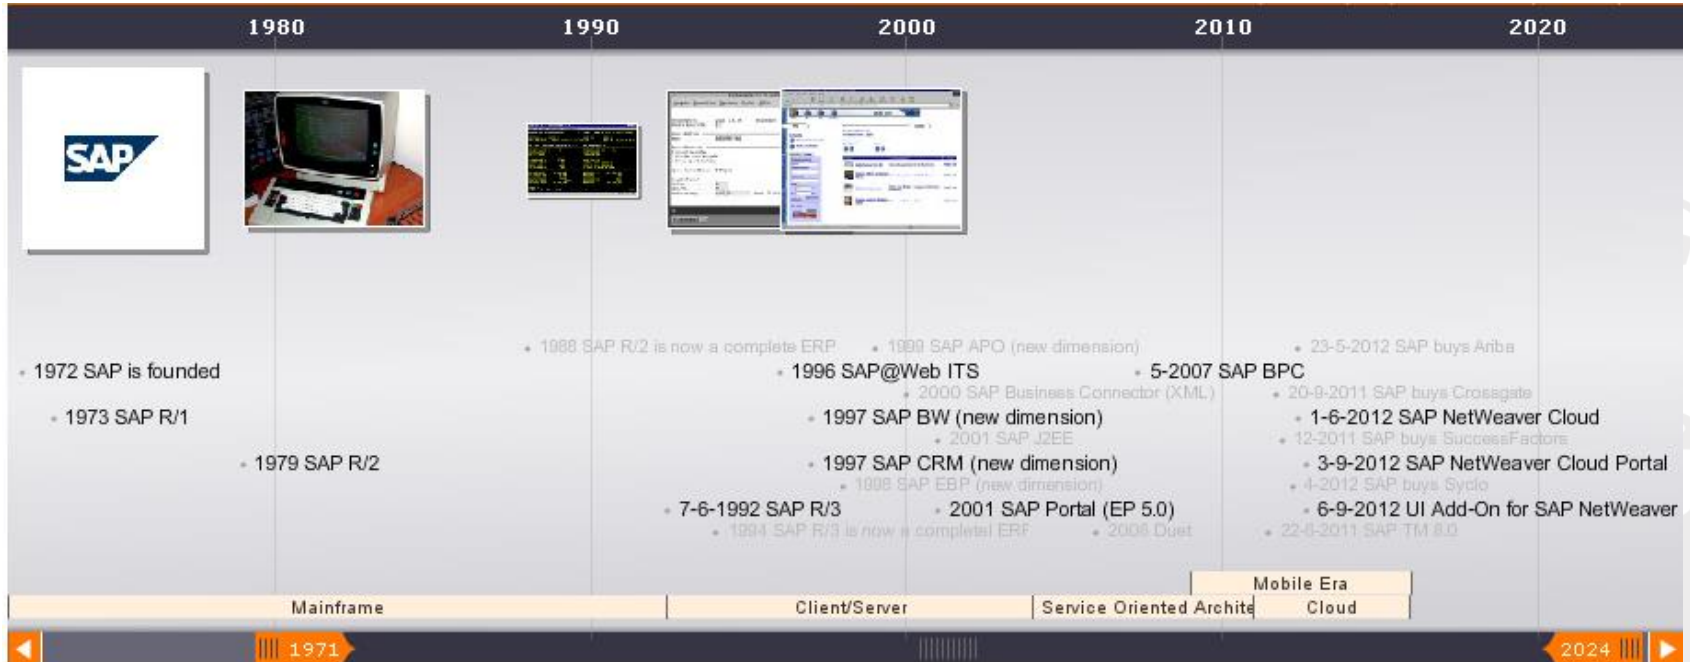 1980 1990 2000 2010 2020
SAP
1988 SAP R/2 is now a complete ERP
1999 SAP APO (new dimension)
23-5-2012 SAP buys Ariba
1972 SAP is founded
1996 SAP@Web ITS
5-2007 SAP BPC
2000 SAP Business Connector (XML)
20-9-2011 SAP buys Crossgate
1973 SAP R/1
1997 SAP BW (new dimension)
1-6-2012 SAP NetWeaver Cloud
2001 SAP J2EE
12-2011 SAP buys SuccessFactors
1979 SAP R/2
1997 SAP CRM (new dimension)
3-9-2012 SAP NetWeaver Cloud Portal
1998 SAP EBP (new dimension)
4-2012 SAP buys Syclo
7-6-1992 SAP R/3
2001 SAP Portal (EP 5.0)
6-9-2012 UI Add-On for SAP NetWeaver
1994 SAP R/3 is now a completel ERP
2006 Duet
22-6-2011 SAP TM 8.0
Mobile Era
Mainframe
Client/Server
Service Oriented Archite
Cloud
1971
2024